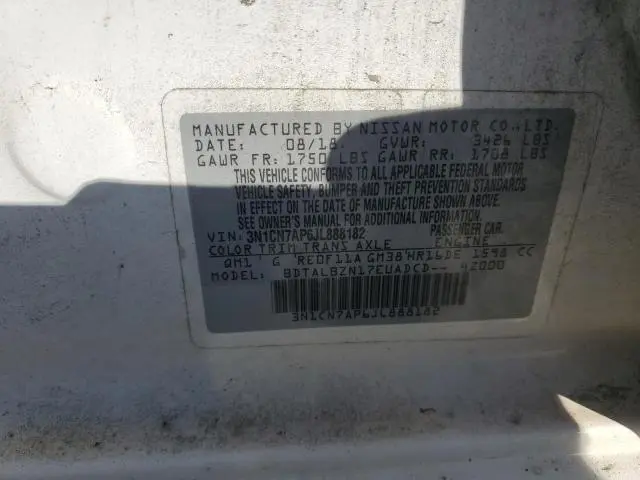 MANUFACTURED BY NISSAN MOTOR CO., LTD.
DATE: 08/18 GVWR: 3426 LBS
GAWR FR: 1750 LBS GAWR RR: 1708 LBS
THIS VEHICLE CONFORMS TO ALL APPLICABLE FEDERAL MOTOR
VEHICLE SAFETY, BUMPER AND THEFT PREVENTION STANDARDS
IN EFFECT ON THE DATE OF MANUFACTURE SHOWN ABOVE.
SEE OWNER'S MANUAL FOR ADDITIONAL INFORMATION.
VIN: 3N1CN7AP6JL888182 PASSENGER CAR.
COLOR TRIM TRANS AXLE ENGINE
QM1 G RE0F11A GM38 HR16DE 1598 CC
MODEL: BDTALBZN17EUADCD-- 42000
3N1CN7AP6JL888182